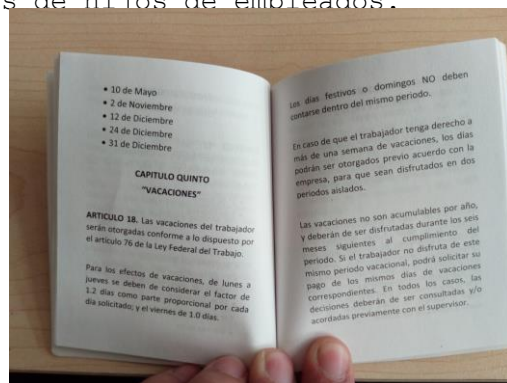 s de hijos de empleados.
• 10 de Mayo
• 2 de Noviembre
• 12 de Diciembre
• 24 de Diciembre
• 31 de Diciembre
CAPITULO QUINTO
"VACACIONES"
ARTICULO 18. Las vacaciones del trabajador
serán otorgadas conforme a lo dispuesto por
el artículo 76 de la Ley Federal del Trabajo.
Para los efectos de vacaciones, de lunes a
jueves se deben de considerar el factor de
1.2 días como parte proporcional por cada
día solicitado; y el viernes de 1.0 días.
Los días festivos o domingos NO deben
contarse dentro del mismo periodo.
En caso de que el trabajador tenga derecho a
más de una semana de vacaciones, los días
podrán ser otorgados previo acuerdo con la
empresa, para que sean disfrutados en dos
periodos aislados.
Las vacaciones no son acumulables por año,
y deberán de ser disfrutadas durante los seis
meses siguientes al cumplimiento del
periodo. Si el trabajador no disfruta de este
mismo periodo vacacional, podrá solicitar su
pago de los mismos días de vacaciones
correspondientes. En todos los casos, las
decisiones deberán de ser consultadas y/o
acordadas previamente con el supervisor.